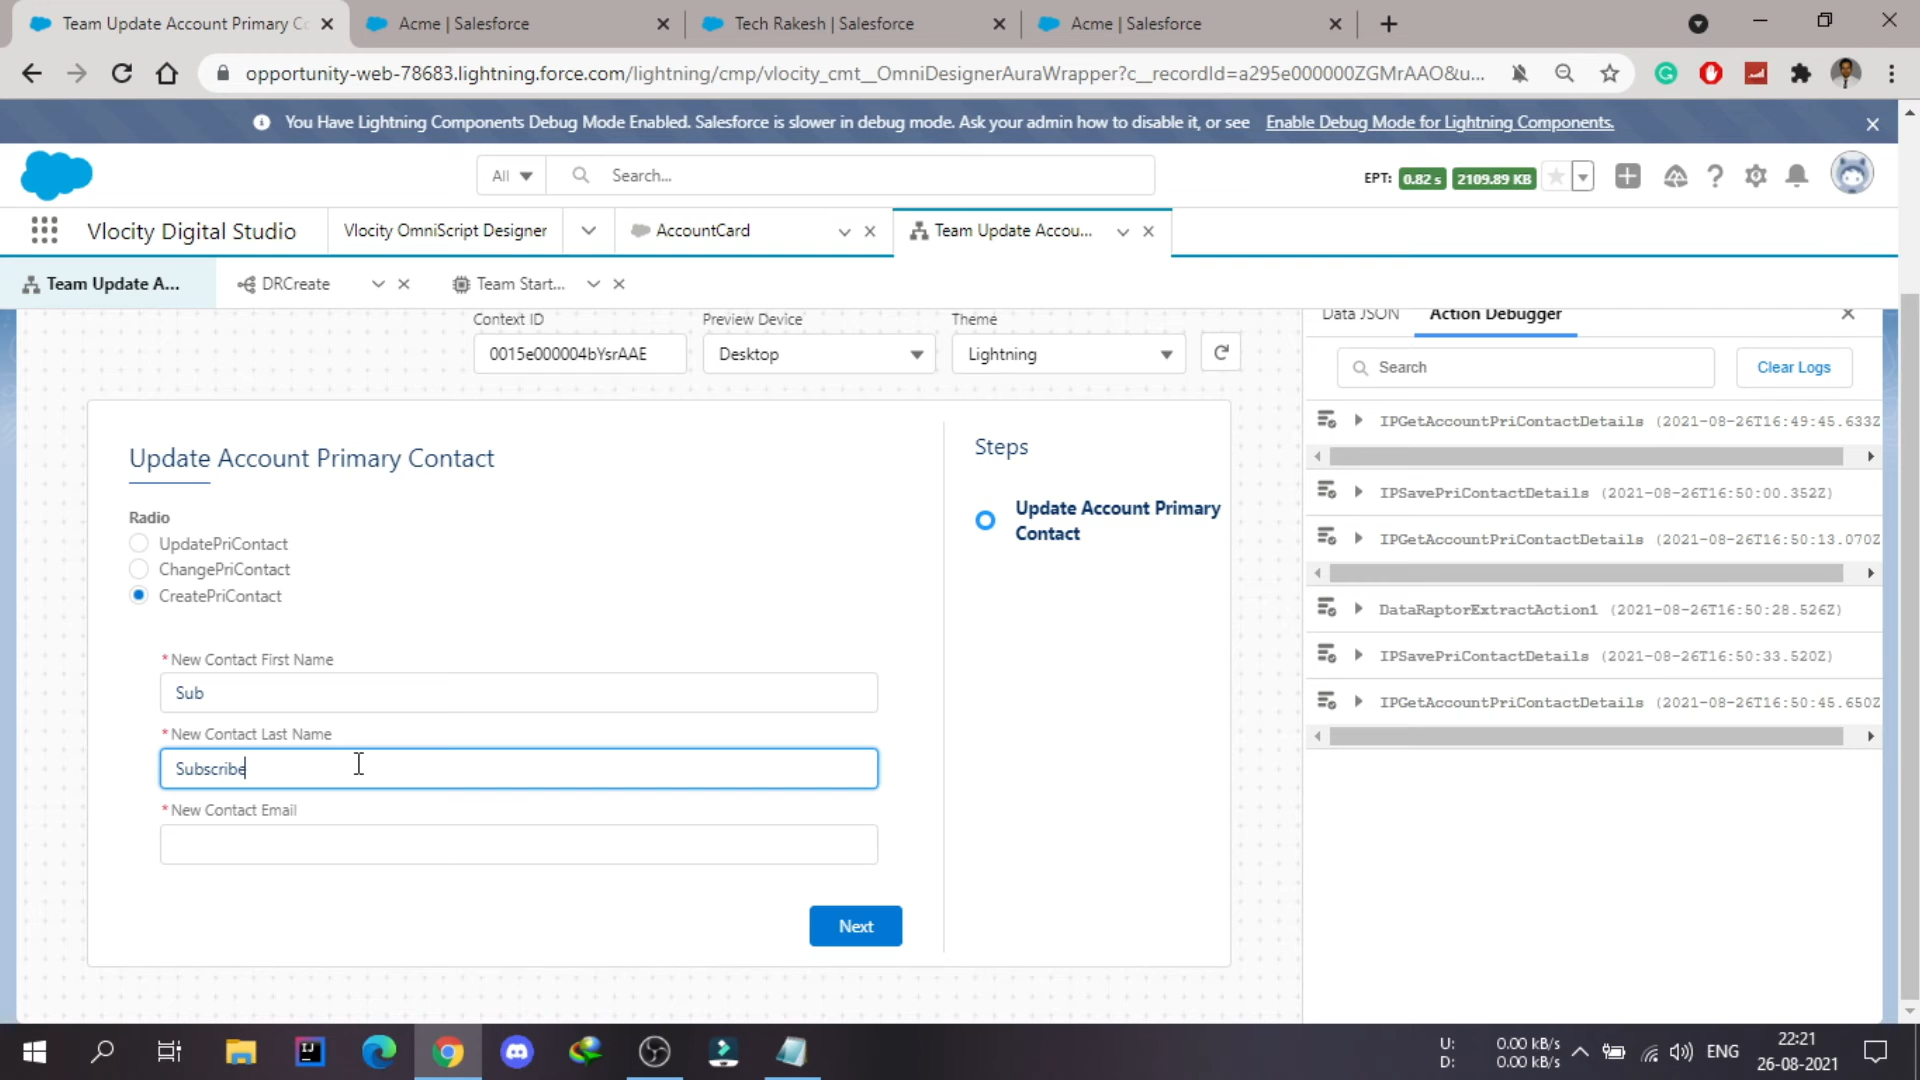 Team Update Account Primary Co
Acme | Salesforce
Tech Rakesh | Salesforce
Acme | Salesforce
opportunity-web-78683.lightning.force.com/lightning/cmp/vlocity_cmt__OmniDesignerAuraWrapper?c__recordId=a295e000000ZGMrAAO&u...
You Have Lightning Components Debug Mode Enabled. Salesforce is slower in debug mode. Ask your admin how to disable it, or see Enable Debug Mode for Lightning Components.
All
Search...
EPT: 0.82 s 2109.89 KB
Vlocity Digital Studio
Vlocity OmniScript Designer
AccountCard
Team Update Accou...
Team Update A...
DRCreate
Team Start...
Context ID
Preview Device
Theme
0015e000004bYsrAAE
Desktop
Lightning
Data JSON
Action Debugger
Search
Clear Logs
Update Account Primary Contact
Radio
UpdatePriContact
ChangePriContact
CreatePriContact
*New Contact First Name
Sub
*New Contact Last Name
Subscribe
*New Contact Email
Next
Steps
Update Account Primary
Contact
IPGetAccountPriContactDetails (2021-08-26T16:49:45.633Z
IPSavePriContactDetails (2021-08-26T16:50:00.352Z)
IPGetAccountPriContactDetails (2021-08-26T16:50:13.070Z
DataRaptorExtractAction1 (2021-08-26T16:50:28.526Z)
IPSavePriContactDetails (2021-08-26T16:50:33.520Z)
IPGetAccountPriContactDetails (2021-08-26T16:50:45.650Z
U: 0.00 kB/s
D: 0.00 kB/s
ENG
22:21
26-08-2021